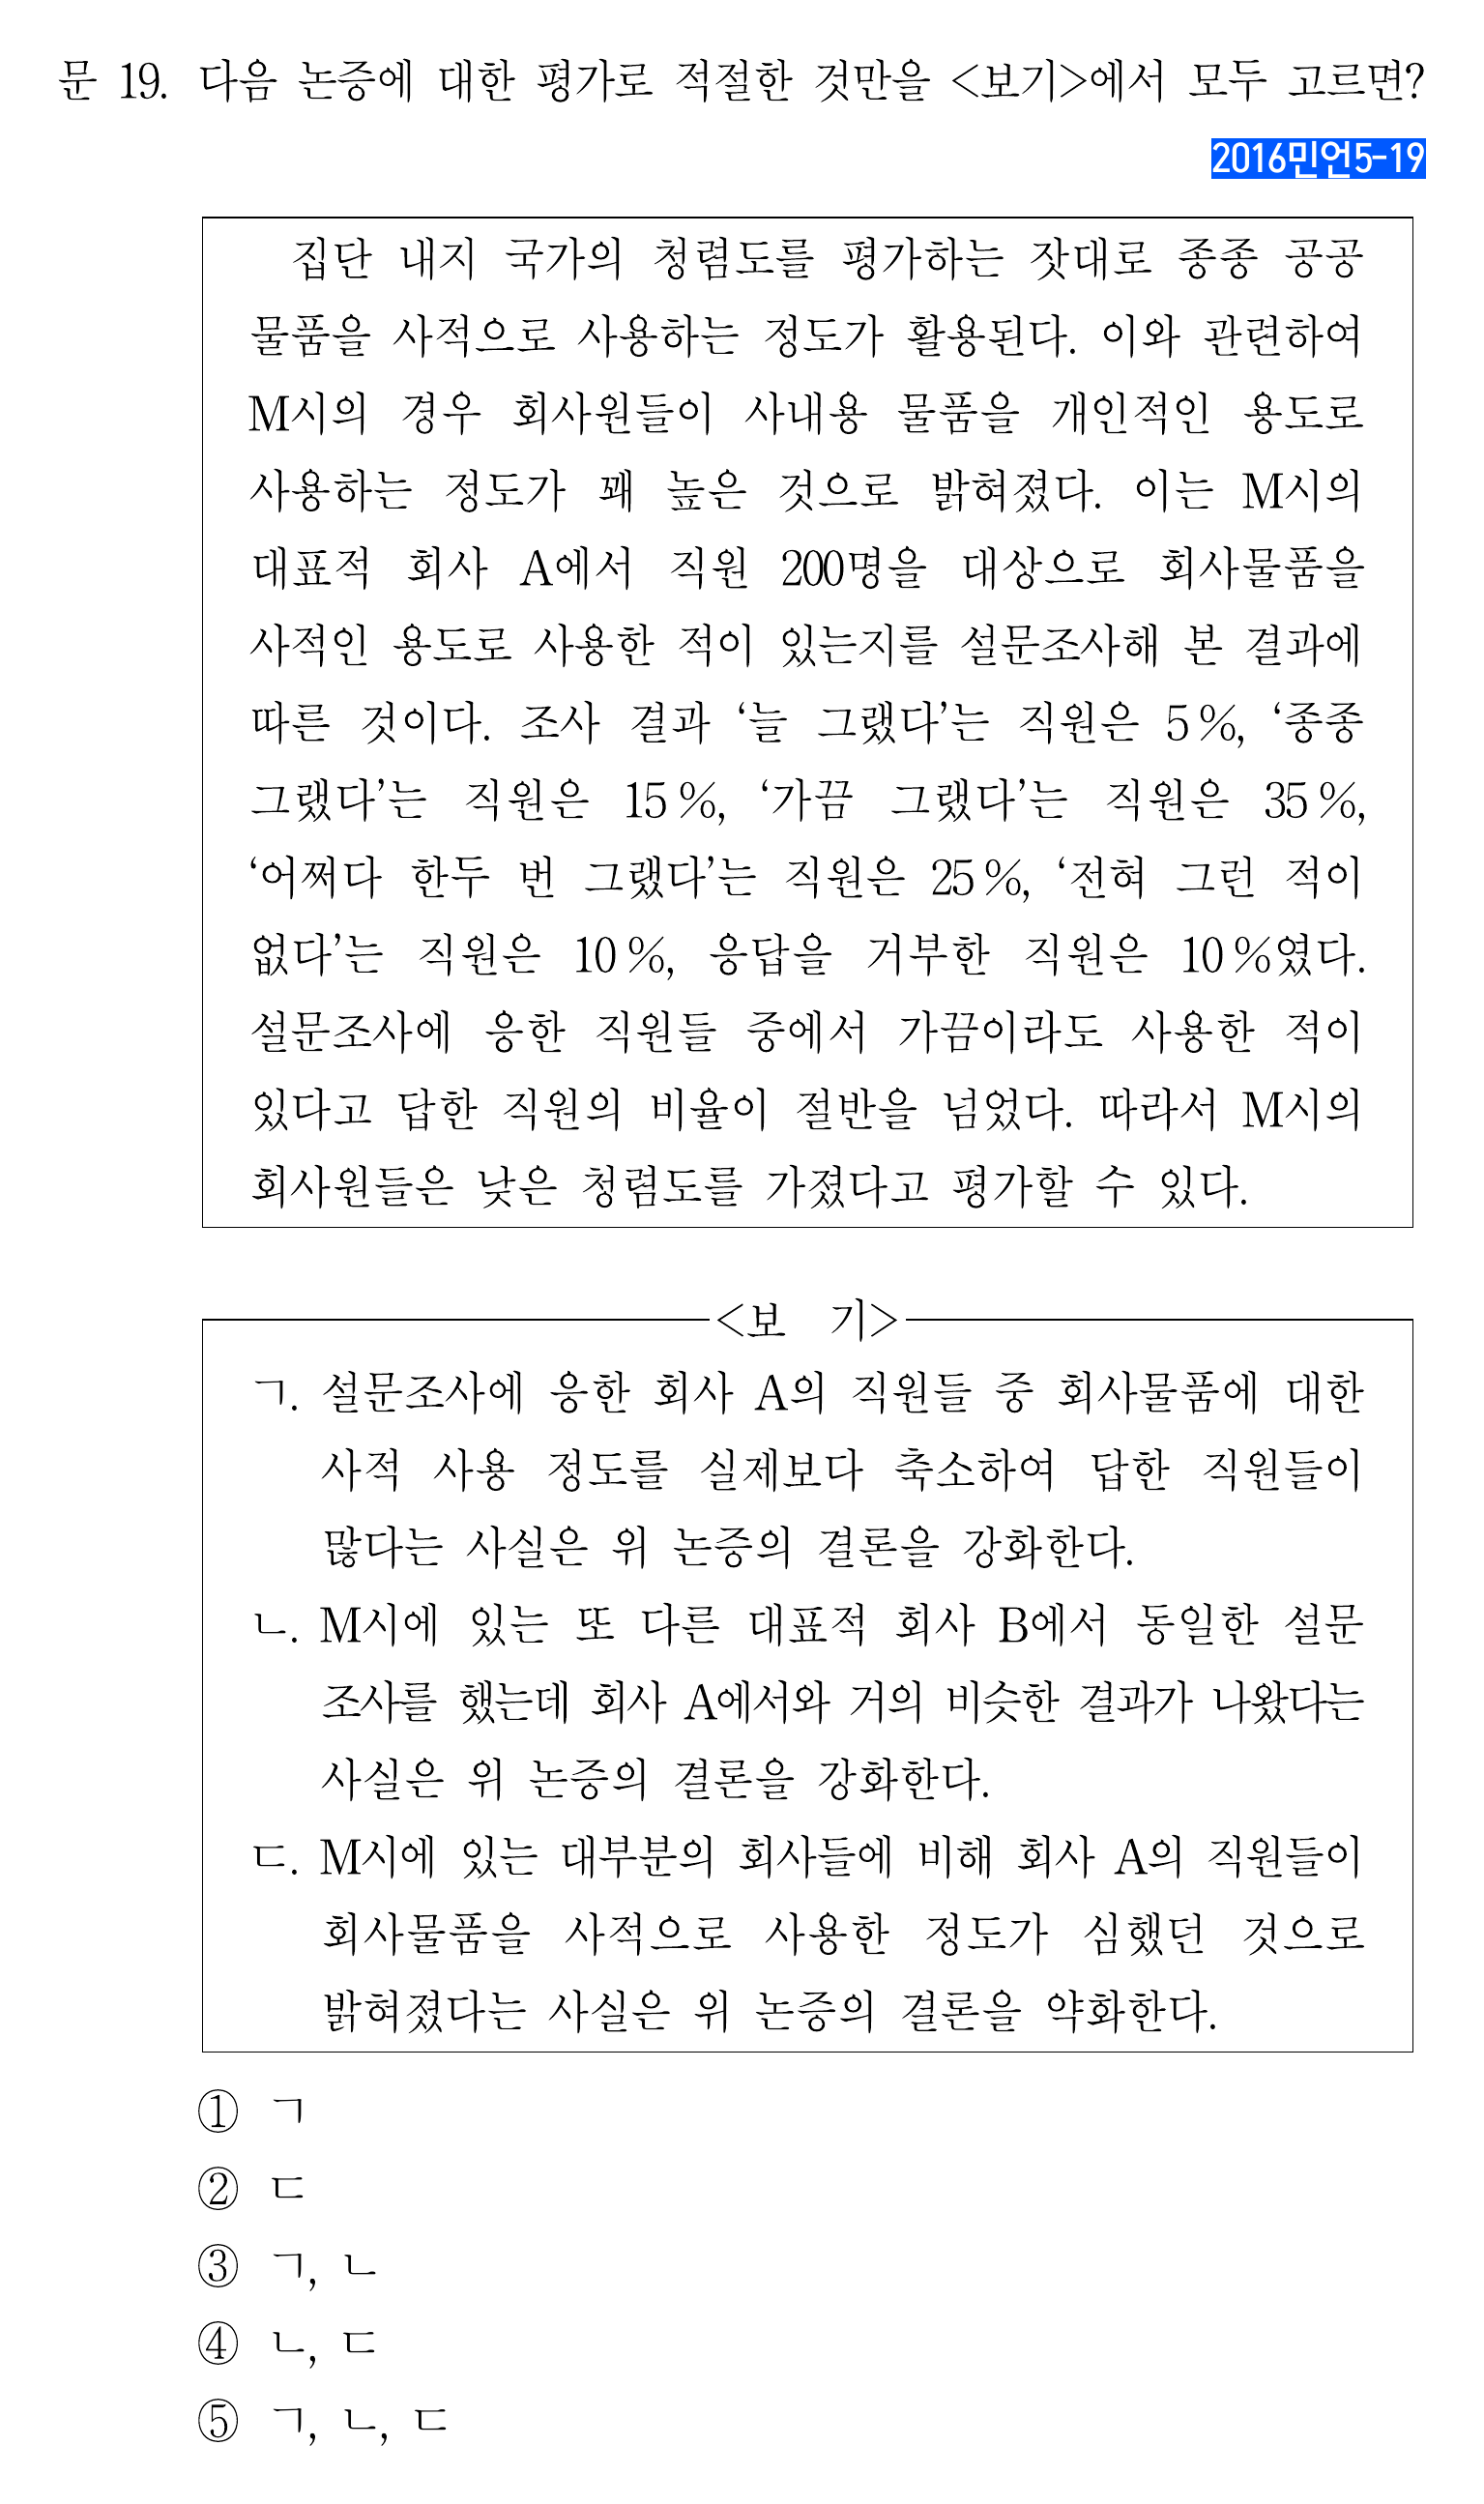 문 19. 다음 논증에 대한 평가로 적절한 것만을 <보기>에서 모두 고르면?
2016민언5-19
집단 내지 국가의 청렴도를 평가하는 잣대로 종종 공공
물품을 사적으로 사용하는 정도가 활용된다. 이와 관련하여
M시의 경우 회사원들이 사내용 물품을 개인적인 용도로
사용하는 정도가 꽤 높은 것으로 밝혀졌다. 이는 M시의
대표적 회사 A에서 직원 200명을 대상으로 회사물품을
사적인 용도로 사용한 적이 있는지를 설문조사해 본 결과에
따른 것이다. 조사 결과 ‘늘 그랬다’는 직원은 5%, ‘종종
그랬다’는 직원은 15%, ‘가끔 그랬다’는 직원은 35%,
‘어쩌다 한두 번 그랬다’는 직원은 25%, ‘전혀 그런 적이
없다’는 직원은 10%, 응답을 거부한 직원은 10%였다.
설문조사에 응한 직원들 중에서 가끔이라도 사용한 적이
있다고 답한 직원의 비율이 절반을 넘었다. 따라서 M시의
회사원들은 낮은 청렴도를 가졌다고 평가할 수 있다.
<보 기>
ㄱ. 설문조사에 응한 회사 A의 직원들 중 회사물품에 대한
사적 사용 정도를 실제보다 축소하여 답한 직원들이
많다는 사실은 위 논증의 결론을 강화한다.
ㄴ. M시에 있는 또 다른 대표적 회사 B에서 동일한 설문
조사를 했는데 회사 A에서와 거의 비슷한 결과가 나왔다는
사실은 위 논증의 결론을 강화한다.
ㄷ. M시에 있는 대부분의 회사들에 비해 회사 A의 직원들이
회사물품을 사적으로 사용한 정도가 심했던 것으로
밝혀졌다는 사실은 위 논증의 결론을 약화한다.
① ㄱ
② ㄷ
③ ㄱ, ㄴ
④ ㄴ, ㄷ
⑤ ㄱ, ㄴ, ㄷ